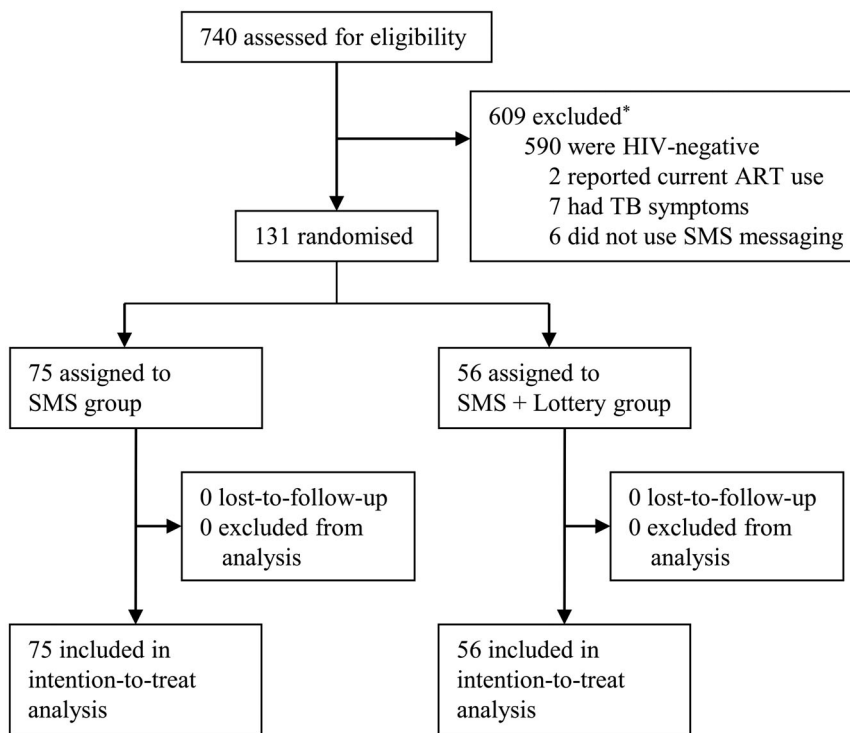 740 assessed for eligibility
609 excluded*
590 were HIV-negative
2 reported current ART use
7 had TB symptoms
6 did not use SMS messaging
131 randomised
75 assigned to
SMS group
56 assigned to
SMS + Lottery group
0 lost-to-follow-up
0 excluded from
analysis
0 lost-to-follow-up
0 excluded from
analysis
75 included in
intention-to-treat
analysis
56 included in
intention-to-treat
analysis